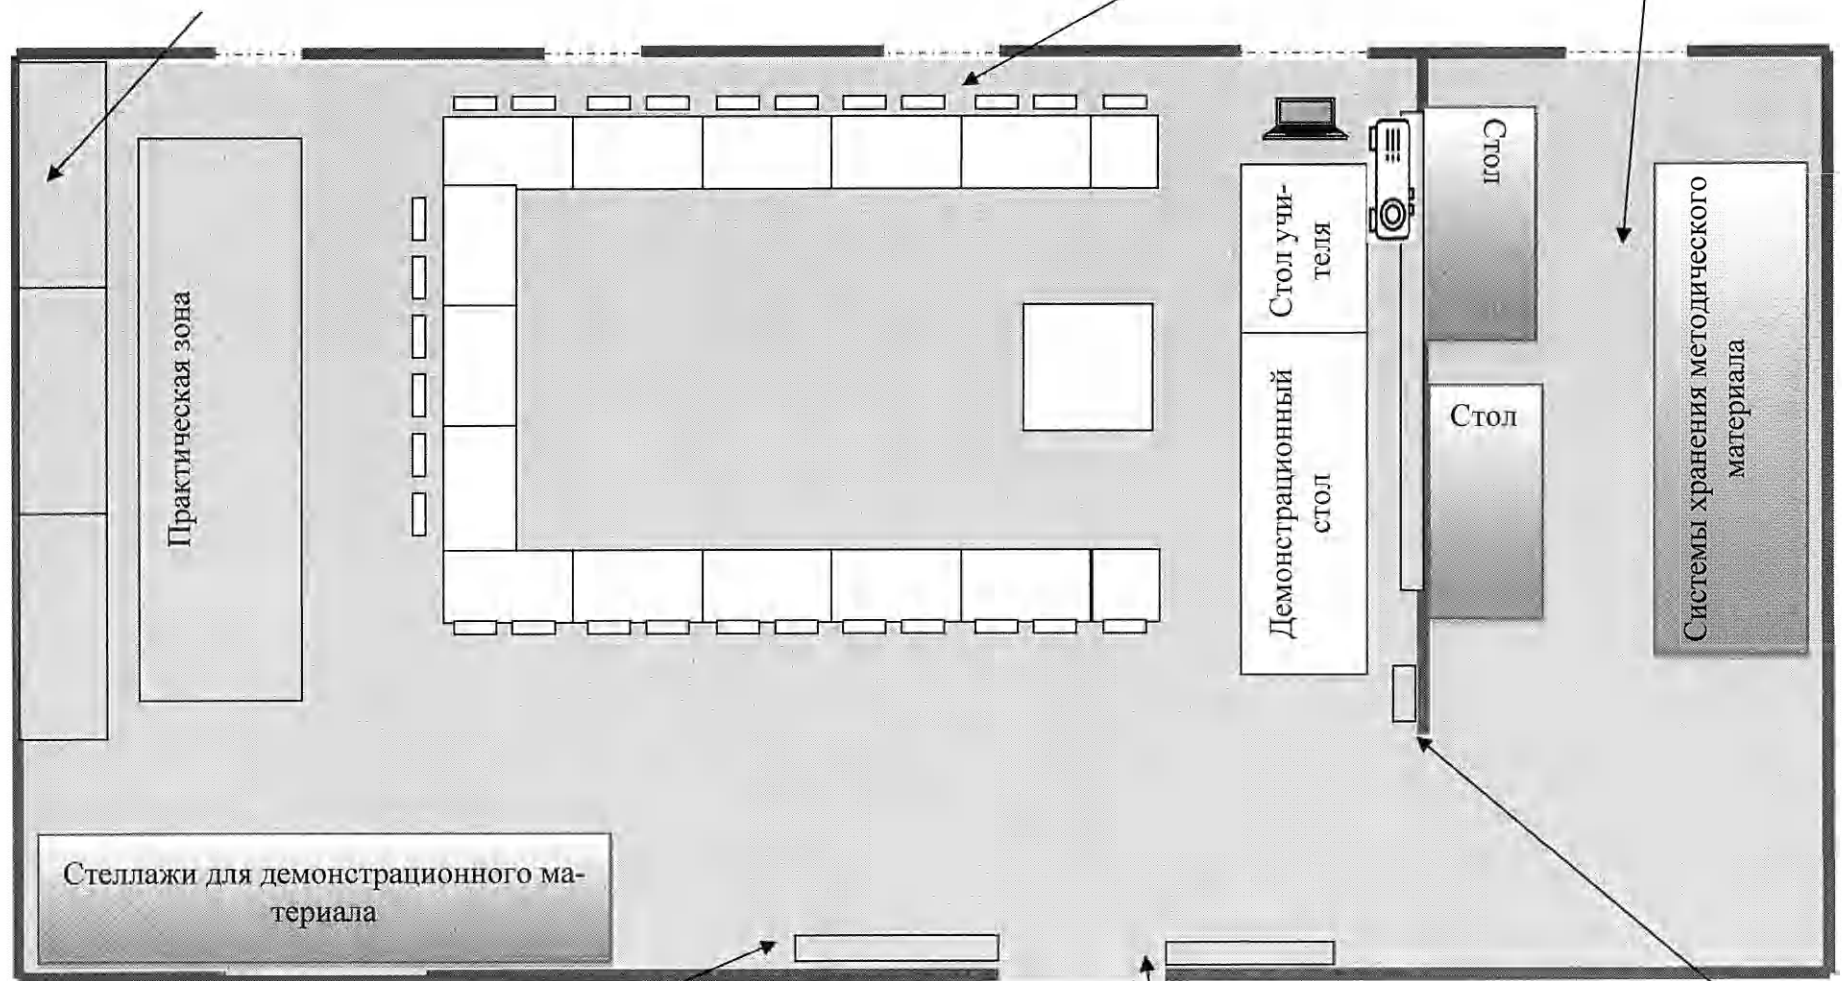 Практическая зона
Стол учи-
теля
Демонстрационный
стол
Стол
Стол
Системы хранения методического
материала
Стеллажи для демонстрационного ма-
териала